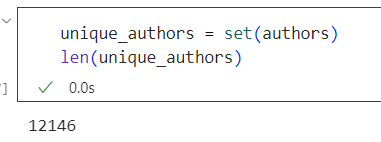 unique_authors = set(authors)
len(unique_authors)
]
0.0s
12146